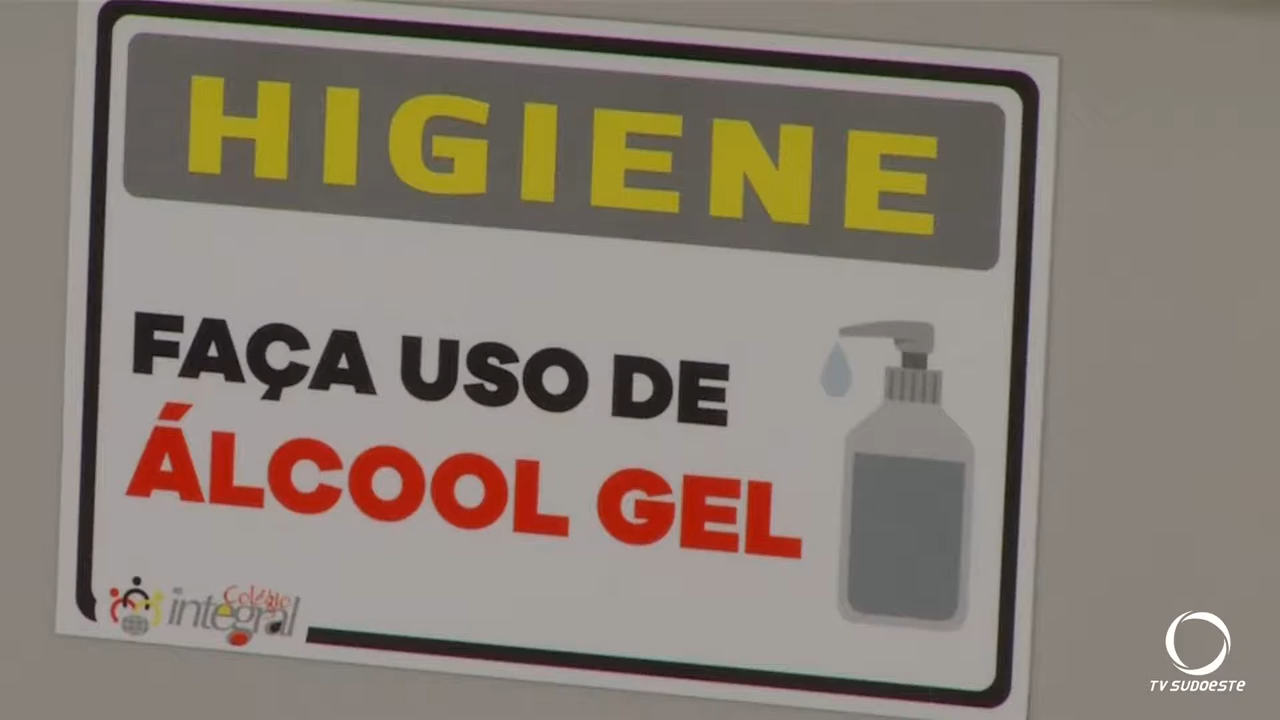 HIGIENE
FAÇA USO DE
ÁLCOOL GEL
Colégio
integral
TV SUDOESTE